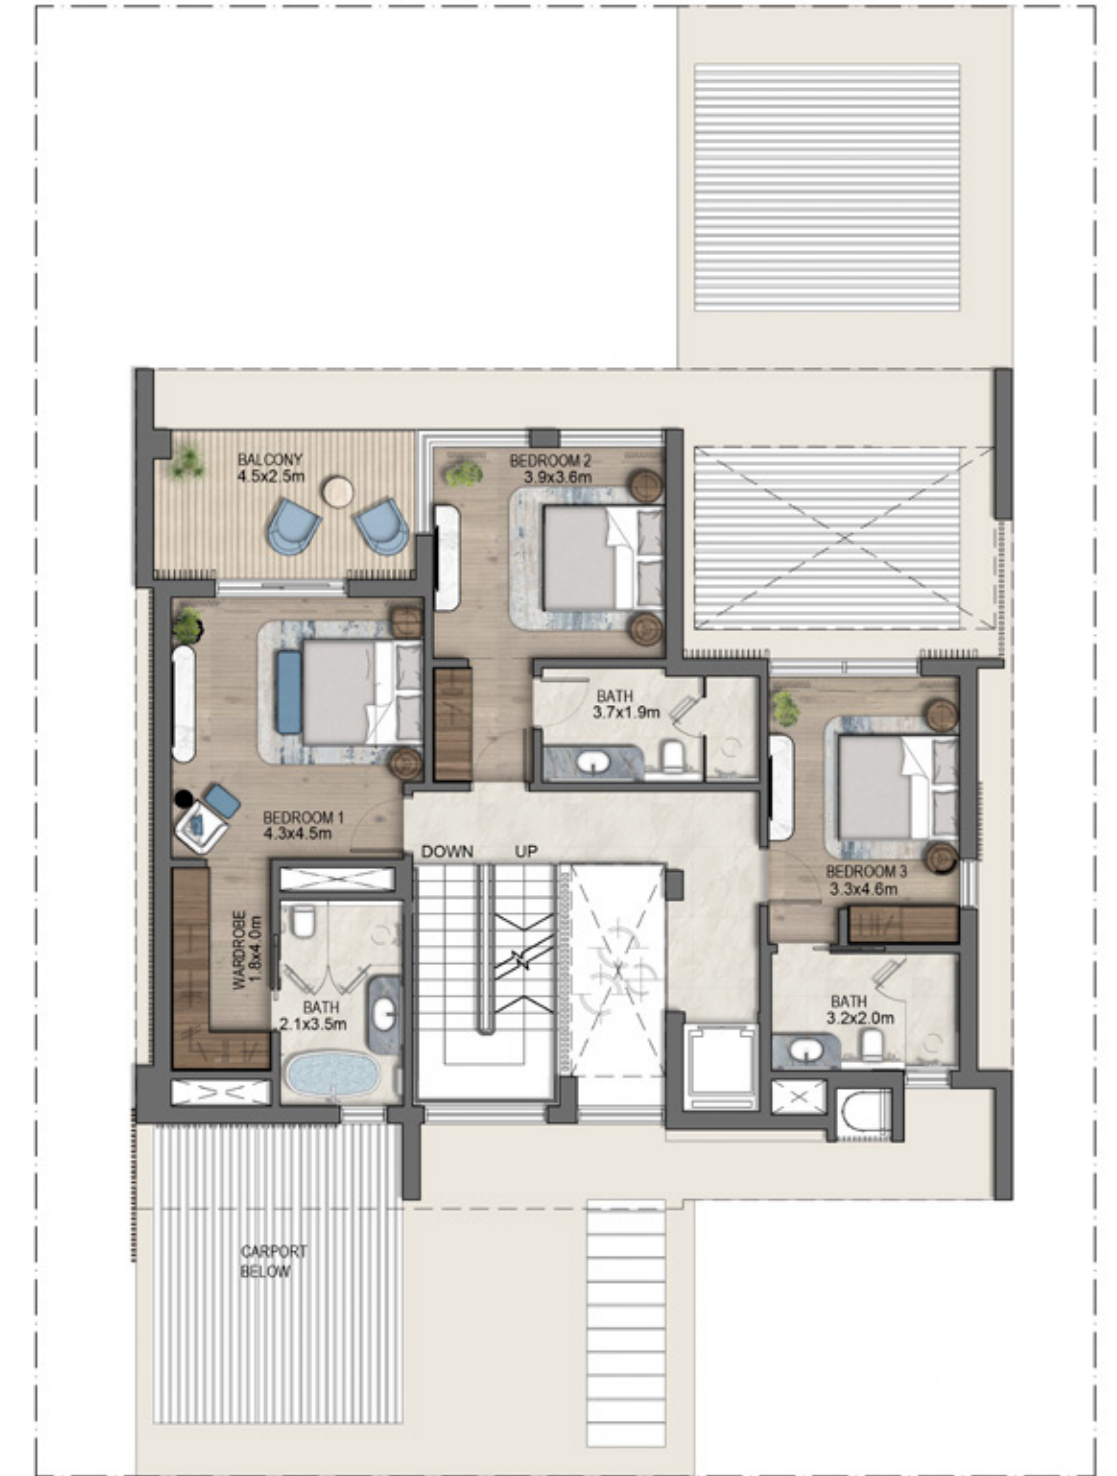 BALCONY
4.5x2.5m
BEDROOM 2
3.9x3.6m
BATH
3.7x1.9m
BEDROOM 1
4.3x4.5m
DOWN
UP
BEDROOM 3
3.3x4.6m
WARDROBE
1.8x4.0m
BATH
2.1x3.5m
BATH
3.2x2.0m
CARPORT
BELOW